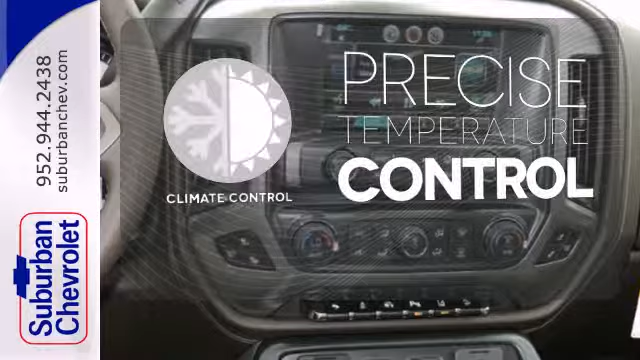 952.944.2438
suburbanchev.com
Suburban
Chevrolet
CLIMATE CONTROL
PRECISE
TEMPERATURE
CONTROL